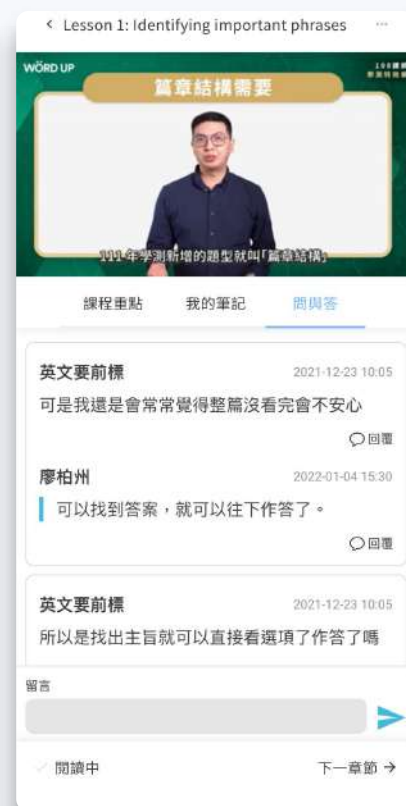 Lesson 1: Identifying important phrases
WORD UP
篇章結構需要
111年學測新增的題型就叫「篇章結構」
課程重點 我的筆記 問與答
英文要前標 2021-12-23 10:05
可是我還是會常常覺得整篇沒看完會不安心
回覆
廖柏州 2022-01-04 15:30
可以找到答案，就可以往下作答了。
回覆
英文要前標 2021-12-23 10:05
所以是找出主旨就可以直接看選項了作答了嗎
留言
閱讀中 下一章節 →